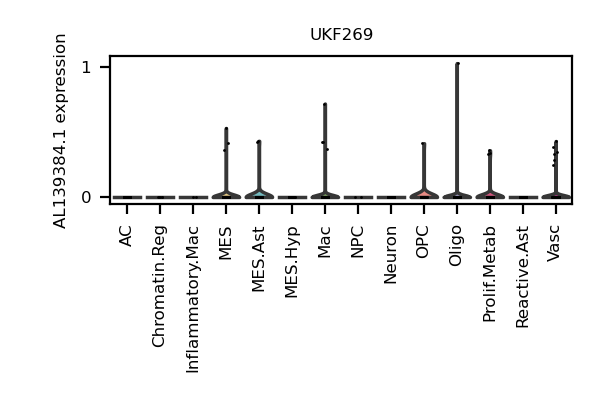 UKF269
AL139384.1 expression
1
0
AC
Chromatin.Reg
Inflammatory.Mac
MES
MES.Ast
MES.Hyp
Mac
NPC
Neuron
OPC
Oligo
Prolif.Metab
Reactive.Ast
Vasc